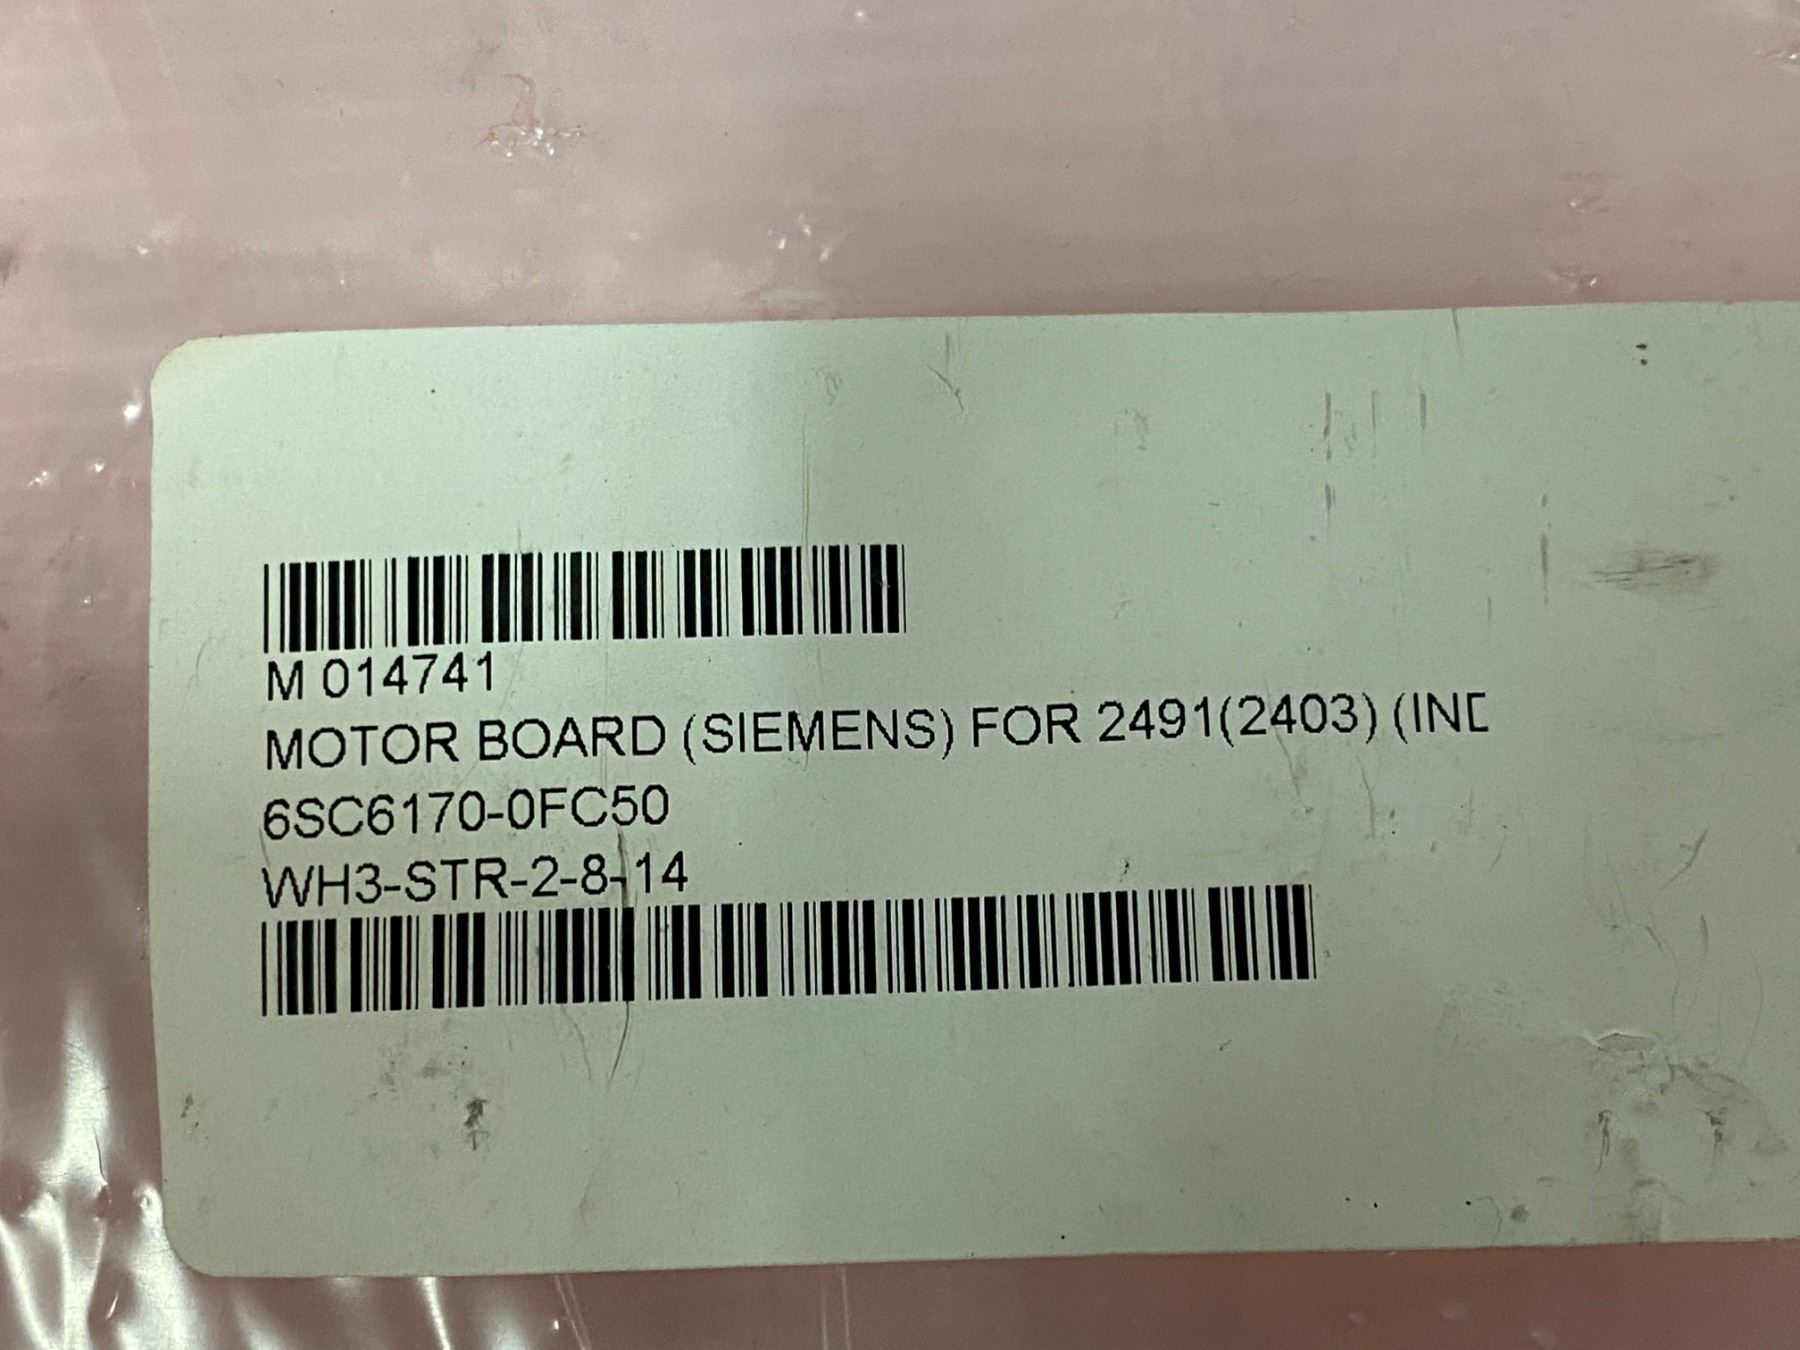 M 014741
MOTOR BOARD (SIEMENS) FOR 2491(2403) (IND
6SC6170-0FC50
WH3-STR-2-8-14